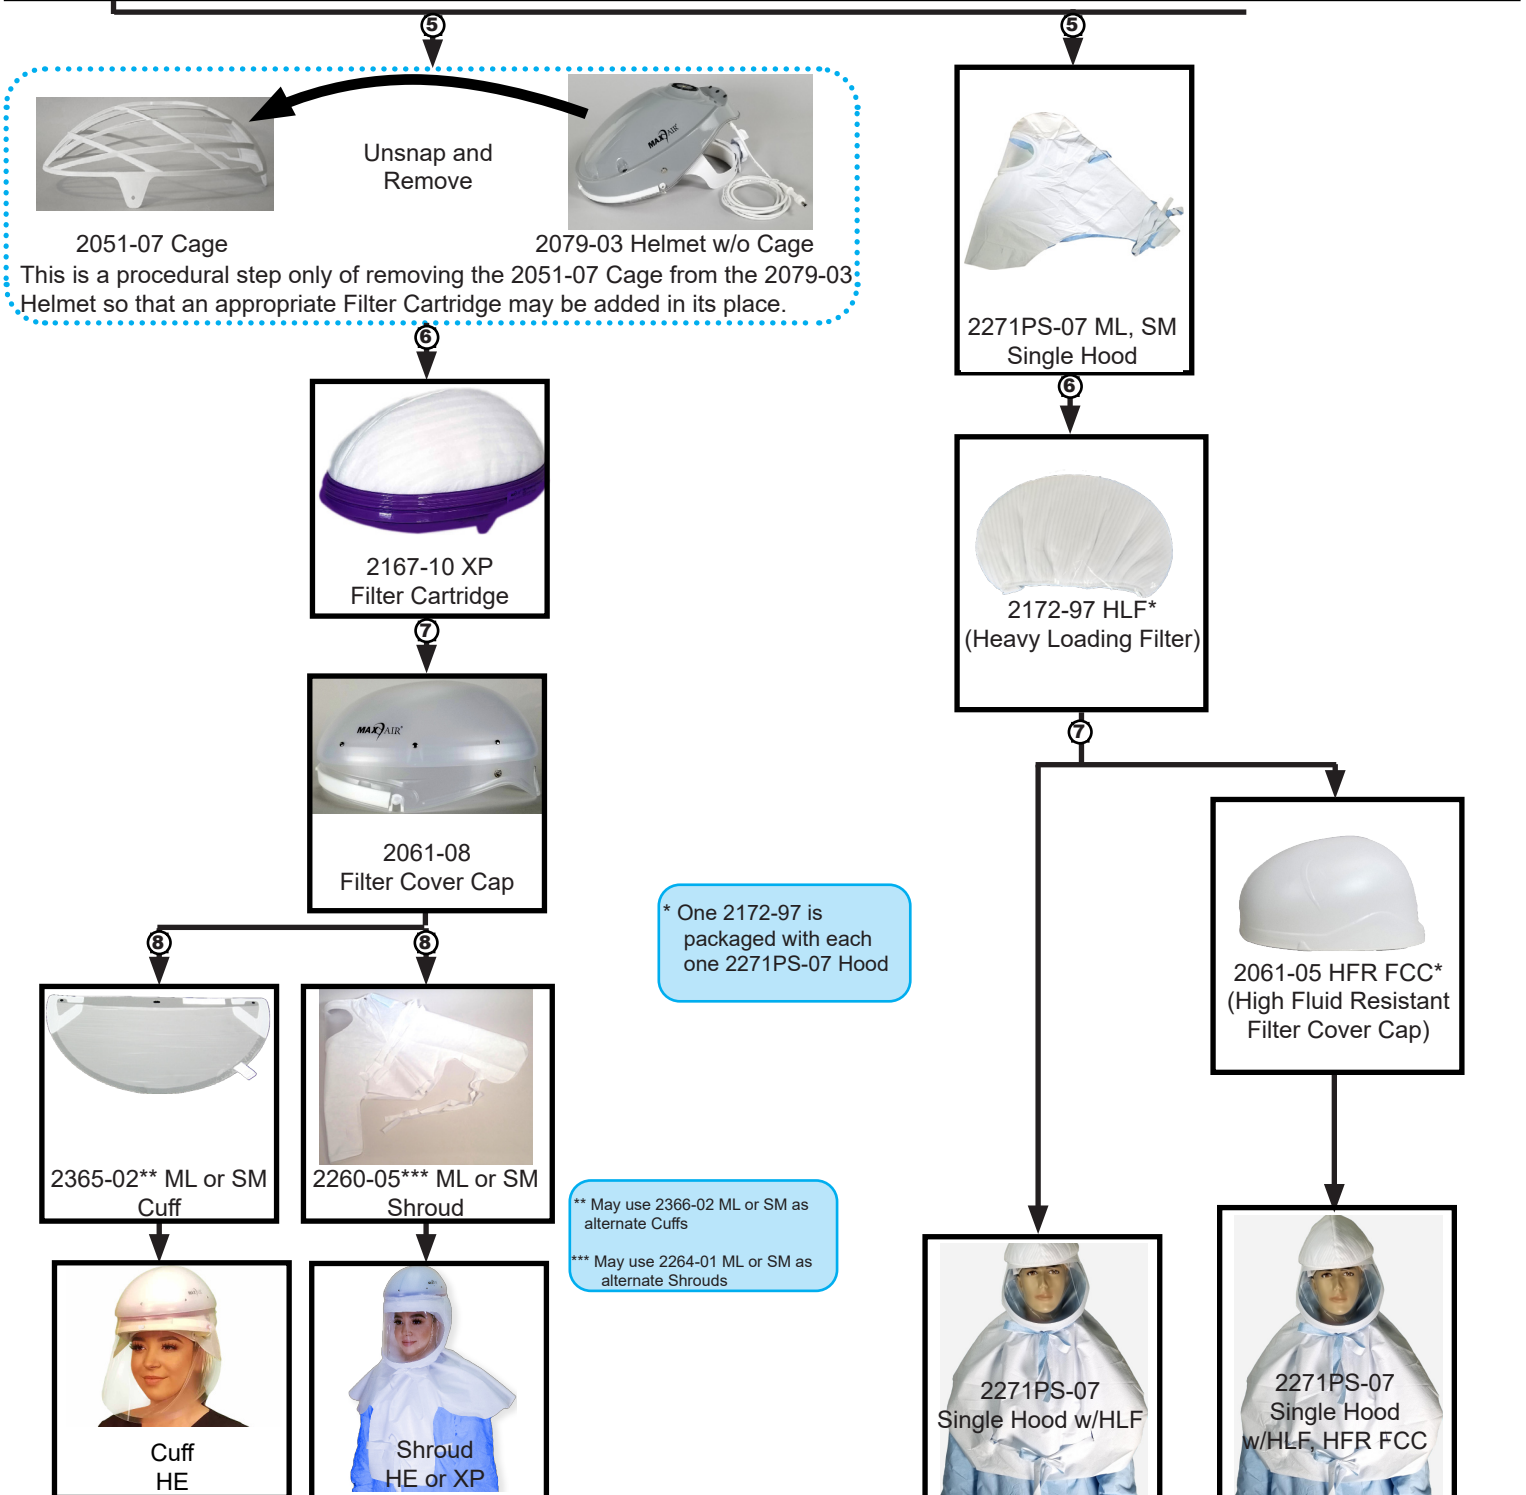 5
5
MAXAIR
Unsnap and
Remove
2051-07 Cage
2079-03 Helmet w/o Cage
This is a procedural step only of removing the 2051-07 Cage from the 2079-03
Helmet so that an appropriate Filter Cartridge may be added in its place.
2271PS-07 ML, SM
Single Hood
6
6
2167-10 XP
Filter Cartridge
2172-97 HLF*
(Heavy Loading Filter)
7
7
MAXAIR
2061-08
Filter Cover Cap
* One 2172-97 is
packaged with each
one 2271PS-07 Hood
2061-05 HFR FCC*
(High Fluid Resistant
Filter Cover Cap)
8
8
2365-02** ML or SM
Cuff
2260-05*** ML or SM
Shroud
** May use 2366-02 ML or SM as
alternate Cuffs
*** May use 2264-01 ML or SM as
alternate Shrouds
Cuff
HE
Shroud
HE or XP
2271PS-07
Single Hood w/HLF
2271PS-07
Single Hood
w/HLF, HFR FCC